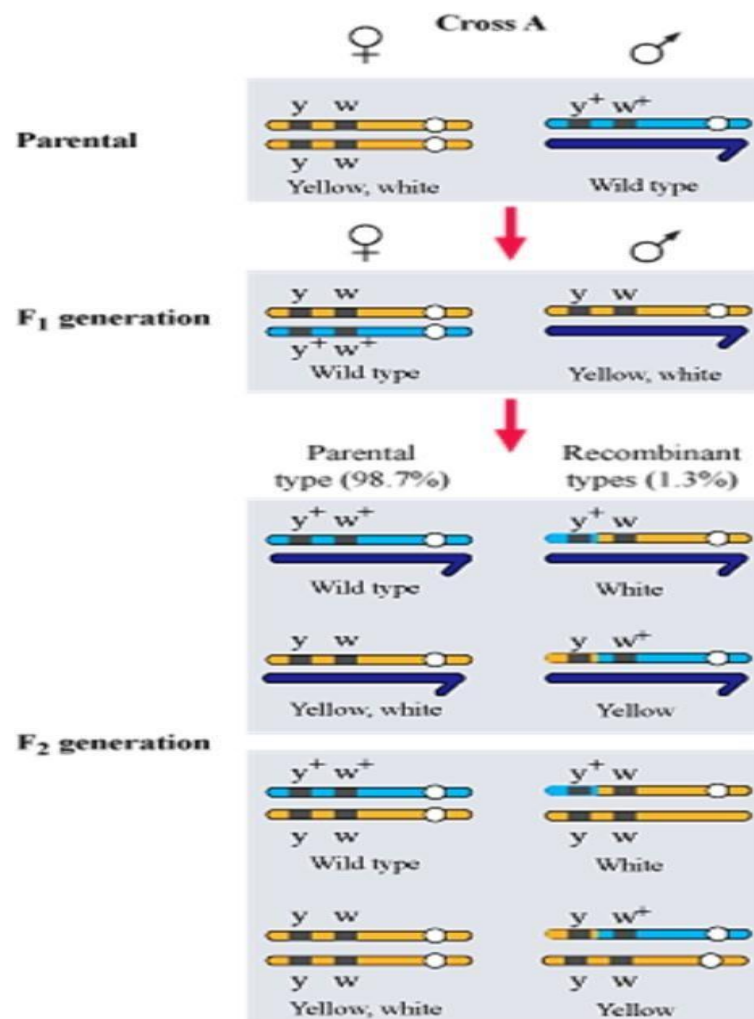 Cross A
♀ ♂
Parental
y w
y w
Yellow, white
y+ w+
Wild type
♀ ♂
F1 generation
y w
y+ w+
Wild type
y w
Yellow, white
Parental
type (98.7%)
Recombinant
types (1.3%)
F2 generation
y+ w+
Wild type
y+ w
White
y w
Yellow, white
y w+
Yellow
y+ w+
y w
Wild type
y+ w
y w
White
y w
y w
Yellow, white
y w+
y w
Yellow